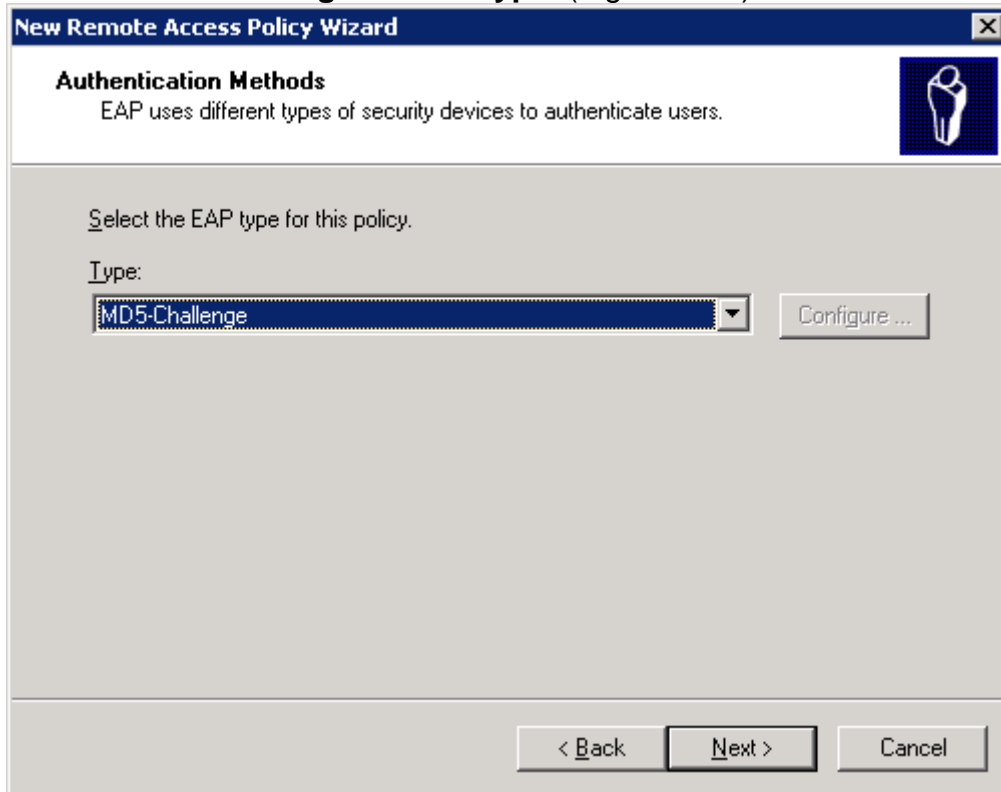 New Remote Access Policy Wizard
Authentication Methods
EAP uses different types of security devices to authenticate users.
Select the EAP type for this policy.
Type:
MD5-Challenge
Configure ...
< Back
Next >
Cancel